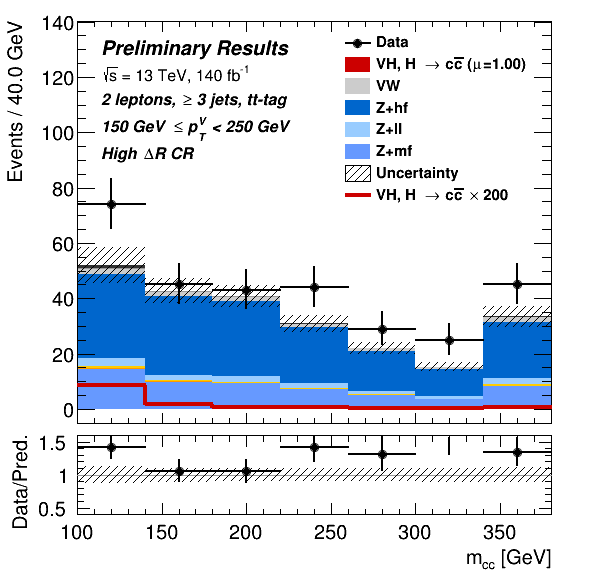 Events / 40.0 GeV
140
120
100
80
60
40
20
0
Preliminary Results
√s = 13 TeV, 140 fb⁻¹
2 leptons, ≥ 3 jets, tt-tag
150 GeV ≤ p_T^V < 250 GeV
High ΔR CR
Data
VH, H → cc̅ (μ=1.00)
VW
Z+hf
Z+ll
Z+mf
Uncertainty
VH, H → cc̅ × 200
Data/Pred.
1.5
1
0.5
100 150 200 250 300 350
m_cc [GeV]